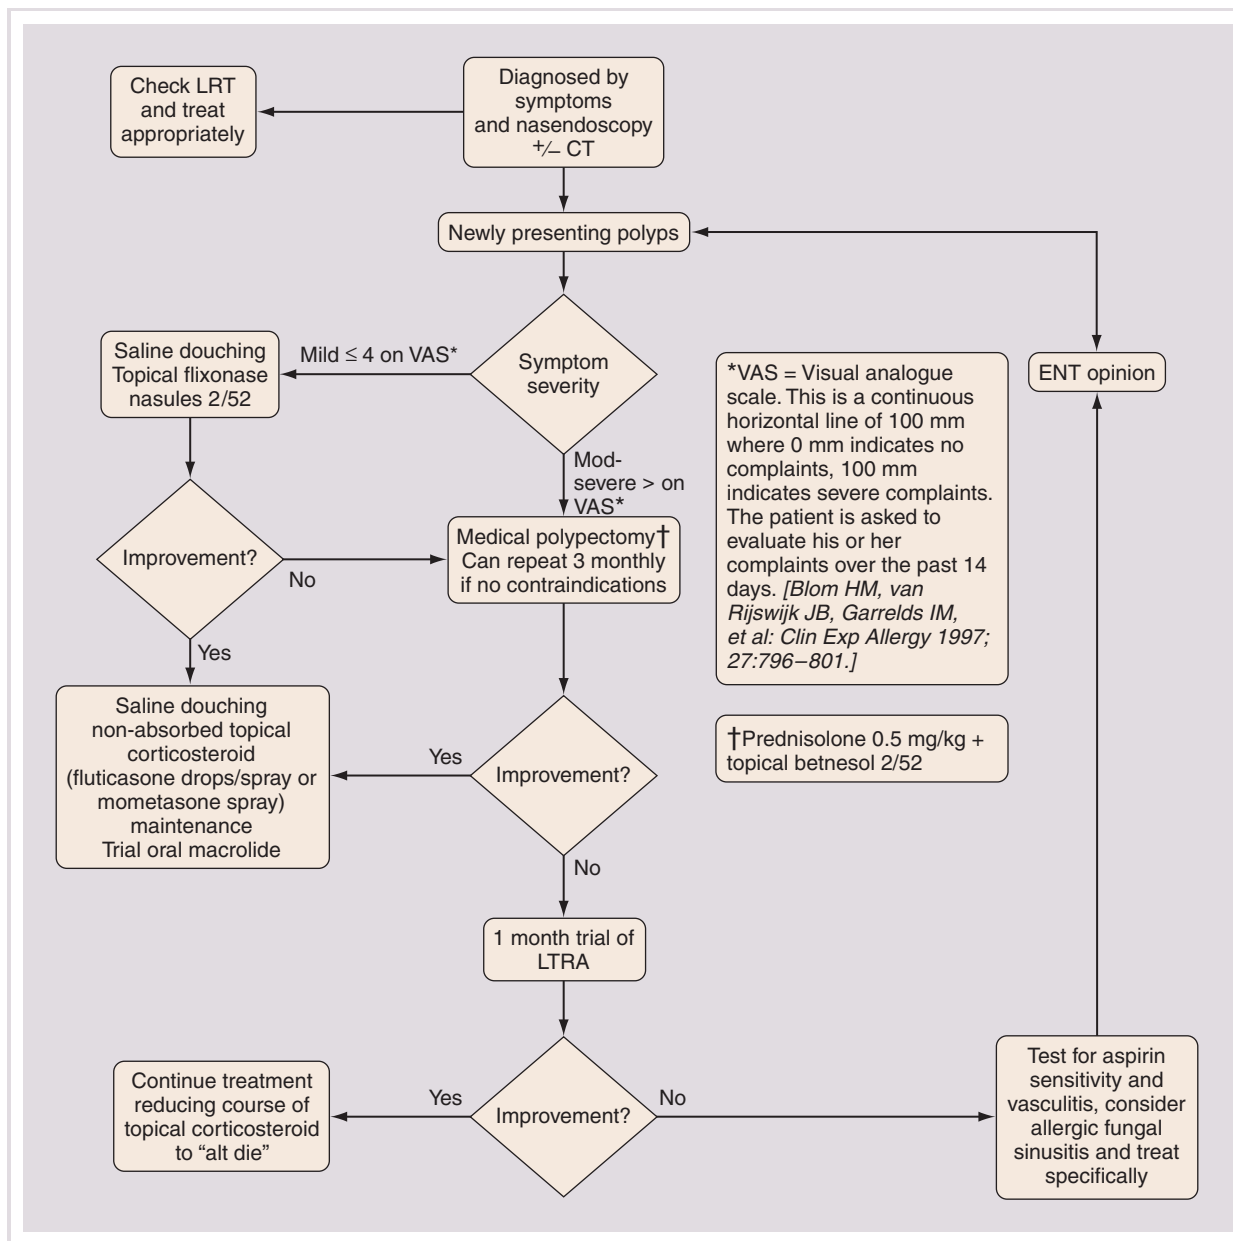 Check LRT
and treat
appropriately
Diagnosed by
symptoms
and nasendoscopy
+/– CT
Newly presenting polyps
Saline douching
Topical flixonase
nasules 2/52
Mild ≤ 4 on VAS*
Symptom
severity
*VAS = Visual analogue
scale. This is a continuous
horizontal line of 100 mm
where 0 mm indicates no
complaints, 100 mm
indicates severe complaints.
The patient is asked to
evaluate his or her
complaints over the past 14
days. [Blom HM, van
Rijswijk JB, Garrelds IM,
et al: Clin Exp Allergy 1997;
27:796–801.]
ENT opinion
Mod-
severe > on
VAS*
Improvement?
No
Medical polypectomy†
Can repeat 3 monthly
if no contraindications
Yes
Saline douching
non-absorbed topical
corticosteroid
(fluticasone drops/spray or
mometasone spray)
maintenance
Trial oral macrolide
Yes
Improvement?
†Prednisolone 0.5 mg/kg +
topical betnesol 2/52
No
1 month trial of
LTRA
Continue treatment
reducing course of
topical corticosteroid
to “alt die”
Yes
Improvement?
No
Test for aspirin
sensitivity and
vasculitis, consider
allergic fungal
sinusitis and treat
specifically